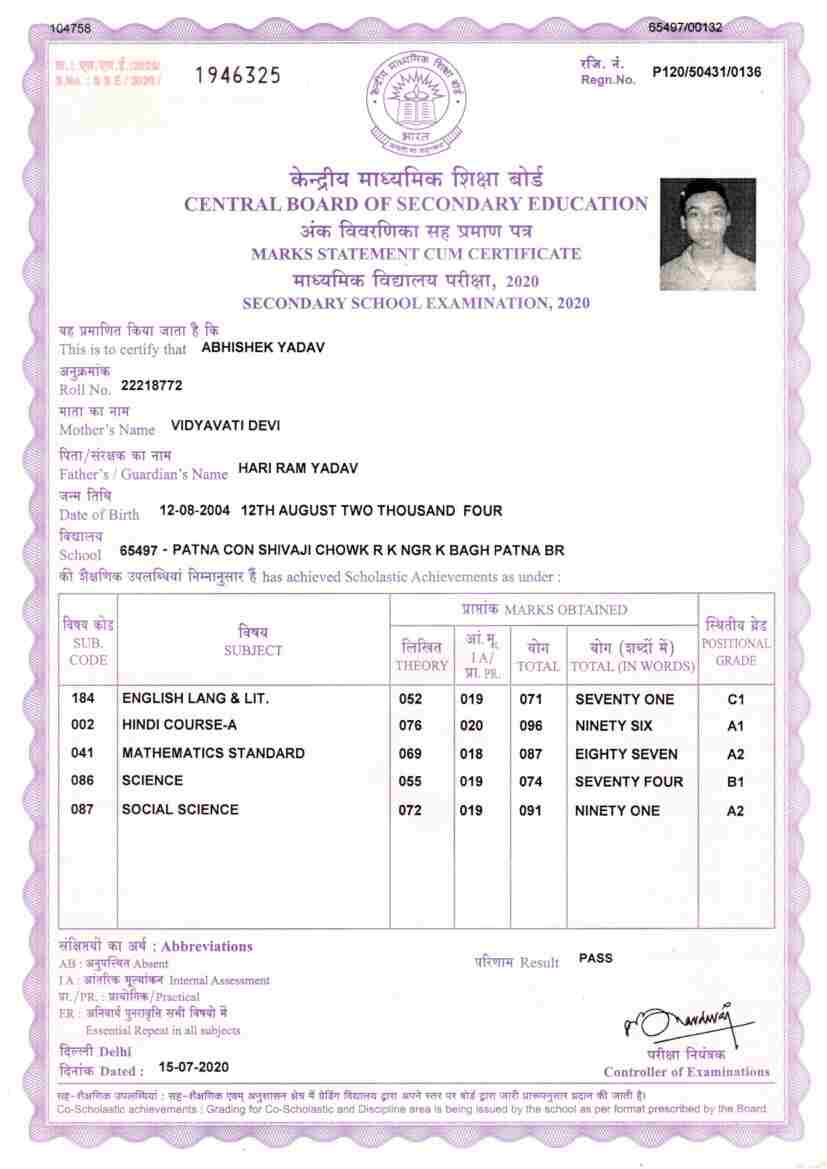 104758
65497/00132
क्र.: एस.एस.ई./2020/
S.No. : S S E / 2020 /
1946325
रजि. नं.
Regn.No. P120/50431/0136
केन्द्रीय माध्यमिक शिक्षा बोर्ड
भारत
केन्द्रीय माध्यमिक शिक्षा बोर्ड
CENTRAL BOARD OF SECONDARY EDUCATION
अंक विवरणिका सह प्रमाण पत्र
MARKS STATEMENT CUM CERTIFICATE
माध्यमिक विद्यालय परीक्षा, 2020
SECONDARY SCHOOL EXAMINATION, 2020
यह प्रमाणित किया जाता है कि
This is to certify that ABHISHEK YADAV
अनुक्रमांक
Roll No. 22218772
माता का नाम
Mother's Name VIDYAVATI DEVI
पिता/संरक्षक का नाम
Father's / Guardian's Name HARI RAM YADAV
जन्म तिथि
Date of Birth 12-08-2004 12TH AUGUST TWO THOUSAND FOUR
विद्यालय
School 65497 - PATNA CON SHIVAJI CHOWK R K NGR K BAGH PATNA BR
की शैक्षणिक उपलब्धियां निम्नानुसार हैं has achieved Scholastic Achievements as under :
विषय कोड
SUB.
CODE
विषय
SUBJECT
प्राप्तांक MARKS OBTAINED
लिखित
THEORY
आं.मू.
I A/
प्रा. PR.
योग
TOTAL
योग (शब्दों में)
TOTAL (IN WORDS)
स्थितीय ग्रेड
POSITIONAL
GRADE
184 ENGLISH LANG & LIT. 052 019 071 SEVENTY ONE C1
002 HINDI COURSE-A 076 020 096 NINETY SIX A1
041 MATHEMATICS STANDARD 069 018 087 EIGHTY SEVEN A2
086 SCIENCE 055 019 074 SEVENTY FOUR B1
087 SOCIAL SCIENCE 072 019 091 NINETY ONE A2
संक्षिप्तयों का अर्थ : Abbreviations
AB : अनुपस्थित Absent
I A : आंतरिक मूल्यांकन Internal Assessment
प्रा. /PR. : प्रायोगिक/Practical
ER : अनिवार्य पुनरावृत्ति सभी विषयो में
Essential Repeat in all subjects
परिणाम Result PASS
दिल्ली Delhi
दिनांक Dated : 15-07-2020
परीक्षा नियंत्रक
Controller of Examinations
सह-शैक्षणिक उपलब्धियां : सह-शैक्षणिक एवम् अनुशासन क्षेत्र में ग्रेडिंग विद्यालय द्वारा अपने स्तर पर बोर्ड द्वारा जारी प्रारूपनुसार प्रदान की जाती है।
Co-Scholastic achievements : Grading for Co-Scholastic and Discipline area is being issued by the school as per format prescribed by the Board.